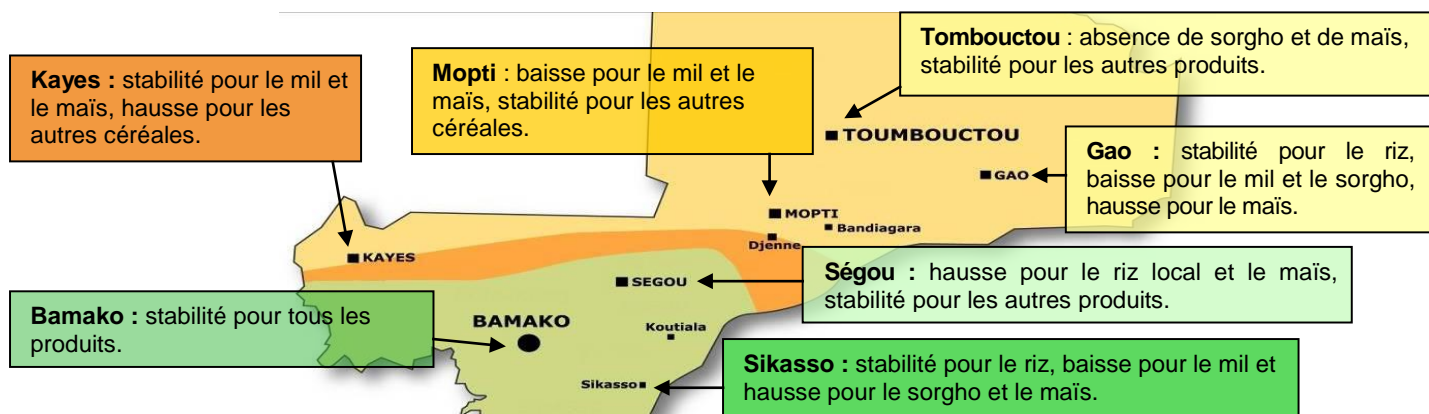 Tombouctou : absence de sorgho et de maïs,
stabilité pour les autres produits.
Kayes : stabilité pour le mil et
le maïs, hausse pour les
autres céréales.
Mopti : baisse pour le mil et le
maïs, stabilité pour les autres
céréales.
TOUMBOUCTOU
Gao : stabilité pour le riz,
baisse pour le mil et le sorgho,
hausse pour le maïs.
GAO
MOPTI
Bandiagara
Djenne
KAYES
SEGOU
Ségou : hausse pour le riz local et le maïs,
stabilité pour les autres produits.
Bamako : stabilité pour tous les
produits.
BAMAKO
Koutiala
Sikasso : stabilité pour le riz, baisse pour le mil et
hausse pour le sorgho et le maïs.
Sikasso